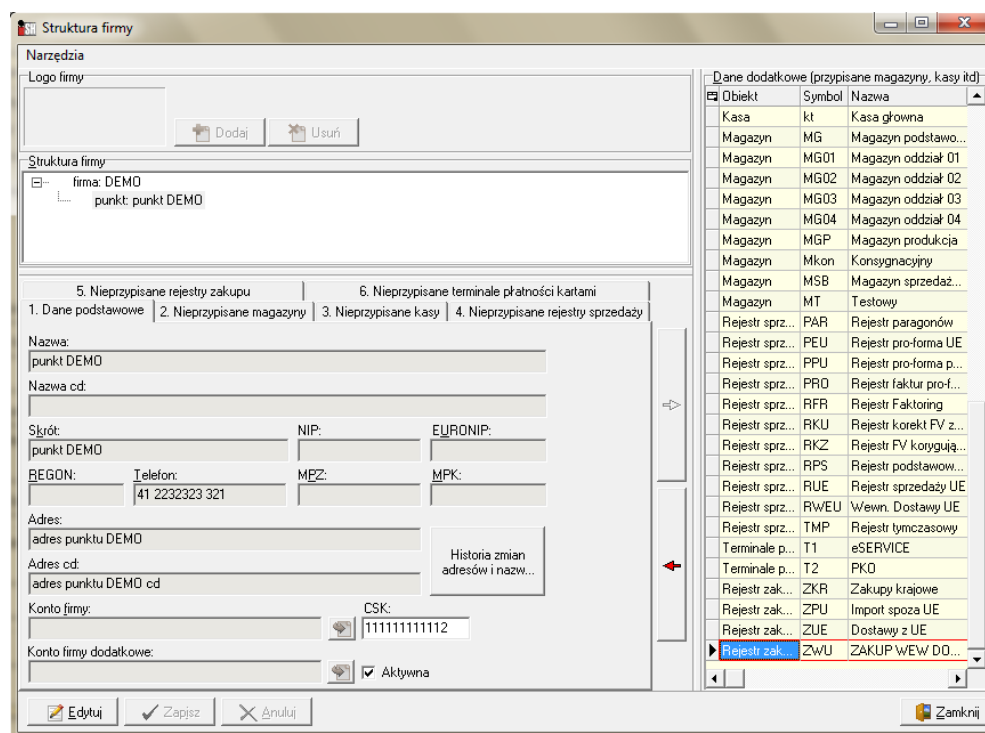 Struktura firmy
Narzędzia
Logo firmy
Dodaj
Usuń
Struktura firmy
firma: DEMO
punkt: punkt DEMO
5. Nieprzypisane rejestry zakupu
6. Nieprzypisane terminale płatności kartami
1. Dane podstawowe
2. Nieprzypisane magazyny
3. Nieprzypisane kasy
4. Nieprzypisane rejestry sprzedaży
Nazwa:
punkt DEMO
Nazwa cd:
Skrót:
NIP:
EURONIP:
punkt DEMO
REGON:
Telefon:
MPZ:
MPK:
41 2232323 321
Adres:
adres punktu DEMO
Adres cd:
adres punktu DEMO cd
Historia zmian
adresów i nazw...
Konto firmy:
CSK:
111111111112
Konto firmy dodatkowe:
Aktywna
Edytuj
Zapisz
Anuluj
Dane dodatkowe (przypisane magazyny, kasy itd)
Obiekt Symbol Nazwa
Kasa kt Kasa głowna
Magazyn MG Magazyn podstawo...
Magazyn MG01 Magazyn oddział 01
Magazyn MG02 Magazyn oddział 02
Magazyn MG03 Magazyn oddział 03
Magazyn MG04 Magazyn oddział 04
Magazyn MGP Magazyn produkcja
Magazyn Mkon Konsygnacyjny
Magazyn MSB Magazyn sprzedaż...
Magazyn MT Testowy
Rejestr sprz... PAR Rejestr paragonów
Rejestr sprz... PEU Rejestr pro-forma UE
Rejestr sprz... PPU Rejestr pro-forma p...
Rejestr sprz... PRO Rejestr faktur pro-f...
Rejestr sprz... RFR Rejestr Faktoring
Rejestr sprz... RKU Rejestr korekt FV z...
Rejestr sprz... RKZ Rejestr FV korygują...
Rejestr sprz... RPS Rejestr podstawow...
Rejestr sprz... RUE Rejestr sprzedaży UE
Rejestr sprz... RWEU Wewn. Dostawy UE
Rejestr sprz... TMP Rejestr tymczasowy
Terminale p... T1 eSERVICE
Terminale p... T2 PKO
Rejestr zak... ZKR Zakupy krajowe
Rejestr zak... ZPU Import spoza UE
Rejestr zak... ZUE Dostawy z UE
Rejestr zak... ZWU ZAKUP WEW DO...
Zamknij